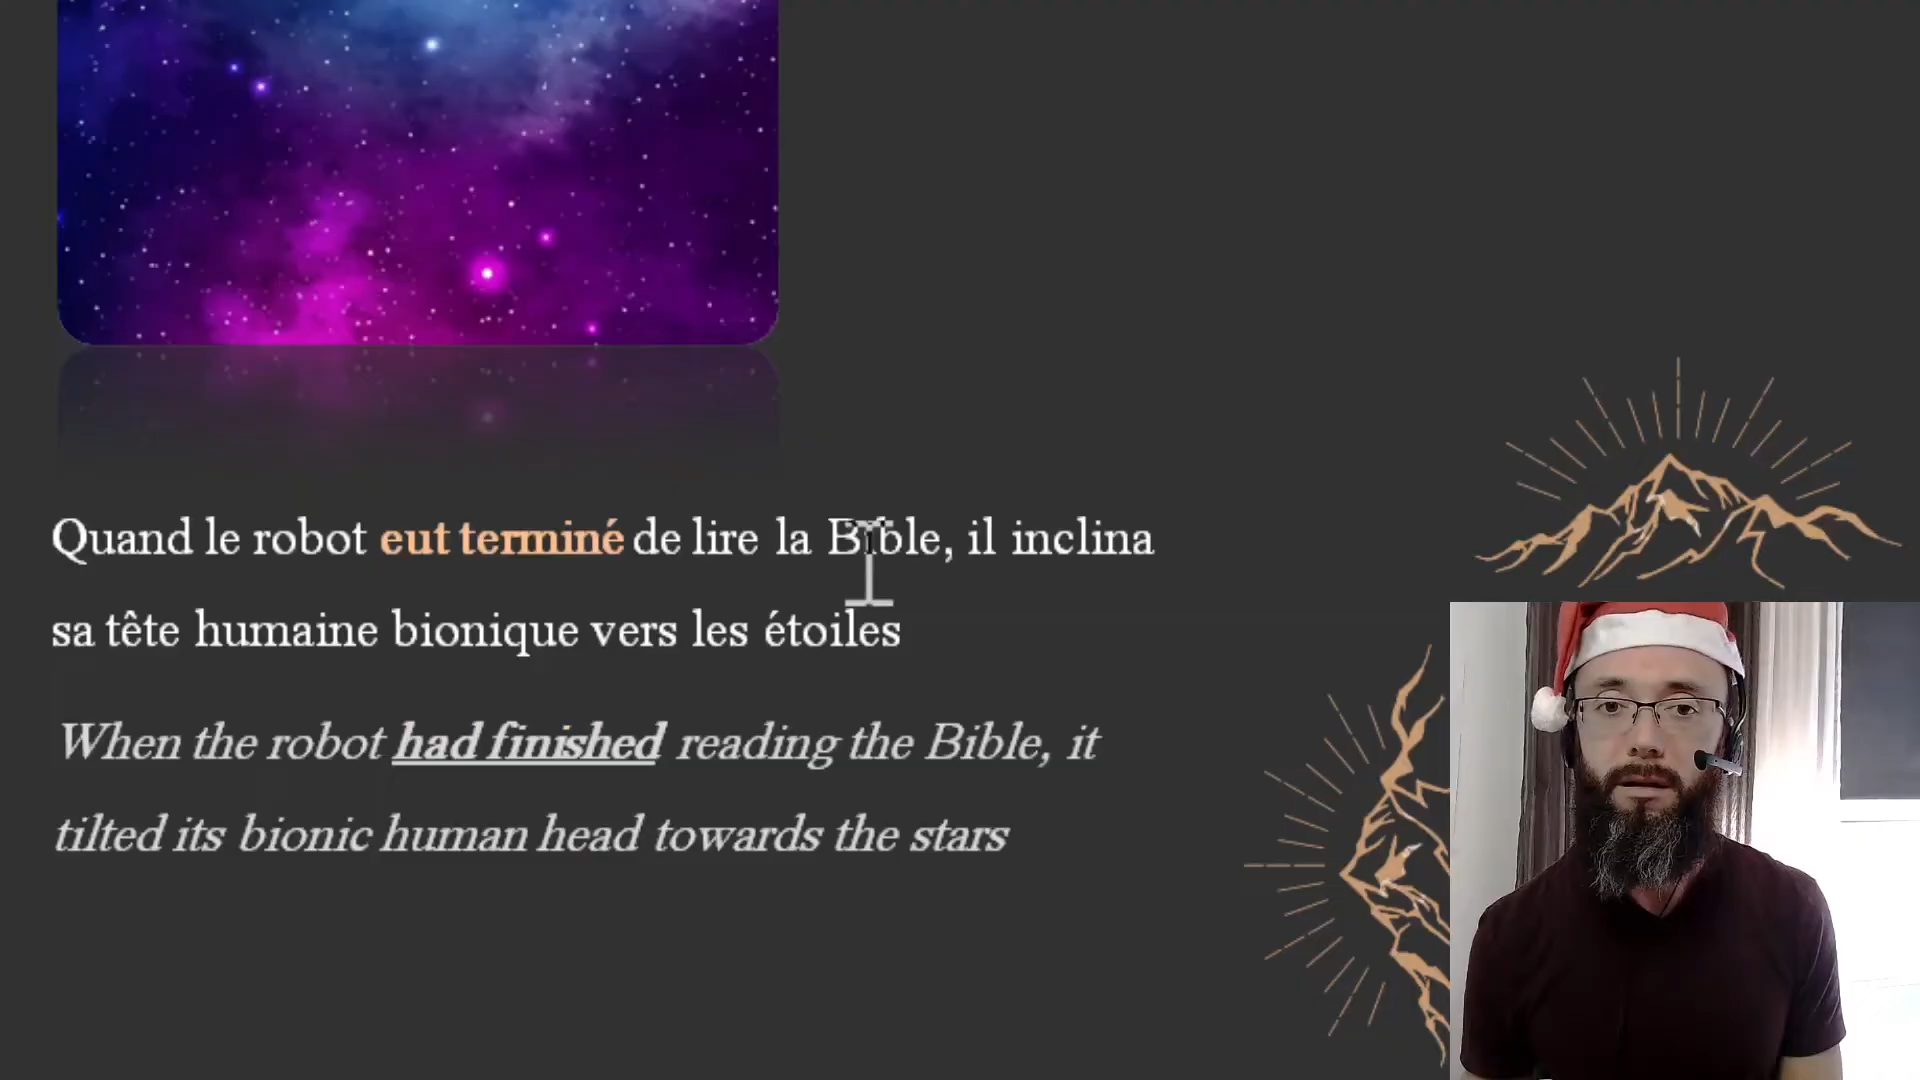 Quand le robot eut terminé de lire la Bible, il inclina
sa tête humaine bionique vers les étoiles
When the robot had finished reading the Bible, it
tilted its bionic human head towards the stars